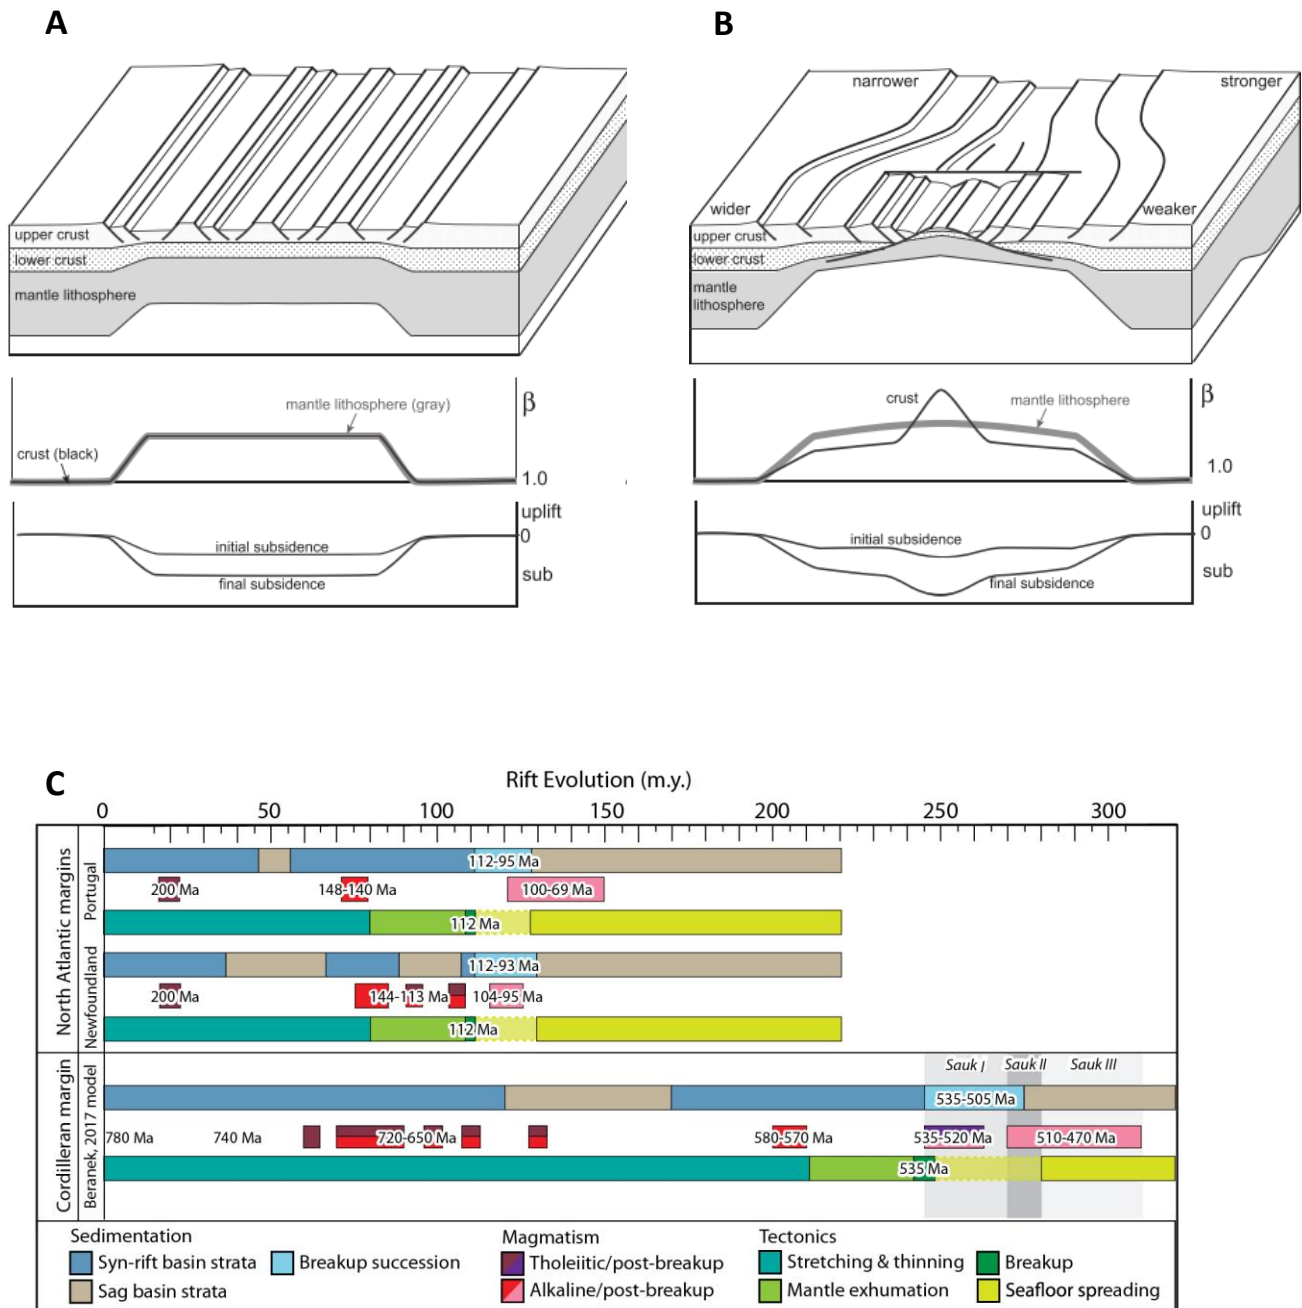 A
upper crust
lower crust
mantle lithosphere
β
mantle lithosphere (gray)
crust (black)
1.0
uplift
0
initial subsidence
final subsidence
sub
B
narrower
stronger
wider
weaker
upper crust
lower crust
mantle
lithosphere
crust
mantle lithosphere
β
1.0
uplift
0
initial subsidence
sub
final subsidence
C
Rift Evolution (m.y.)
0 50 100 150 200 250 300
North Atlantic margins
Portugal
112-95 Ma
200 Ma 148-140 Ma 100-69 Ma
112 Ma
Newfoundland
112-93 Ma
200 Ma 144-113 Ma 104-95 Ma
112 Ma
Cordilleran margin
Beranek, 2017 model
Sauk I Sauk II Sauk III
535-505 Ma
780 Ma 740 Ma 720-650 Ma 580-570 Ma 535-520 Ma 510-470 Ma
535 Ma
Sedimentation
Syn-rift basin strata
Breakup succession
Sag basin strata
Magmatism
Tholeiitic/post-breakup
Alkaline/post-breakup
Tectonics
Stretching & thinning
Breakup
Mantle exhumation
Seafloor spreading